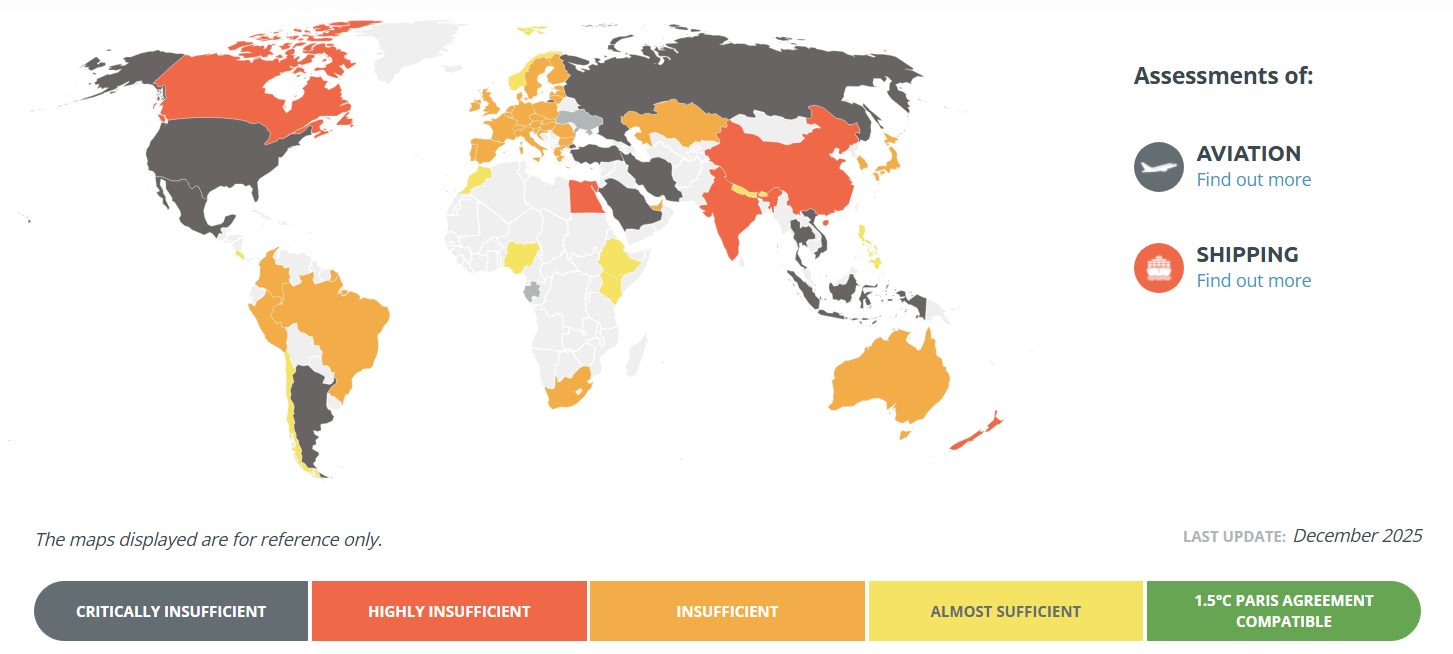 Assessments of:
AVIATION
Find out more
SHIPPING
Find out more
The maps displayed are for reference only.
LAST UPDATE: December 2025
CRITICALLY INSUFFICIENT
HIGHLY INSUFFICIENT
INSUFFICIENT
ALMOST SUFFICIENT
1.5°C PARIS AGREEMENT
COMPATIBLE